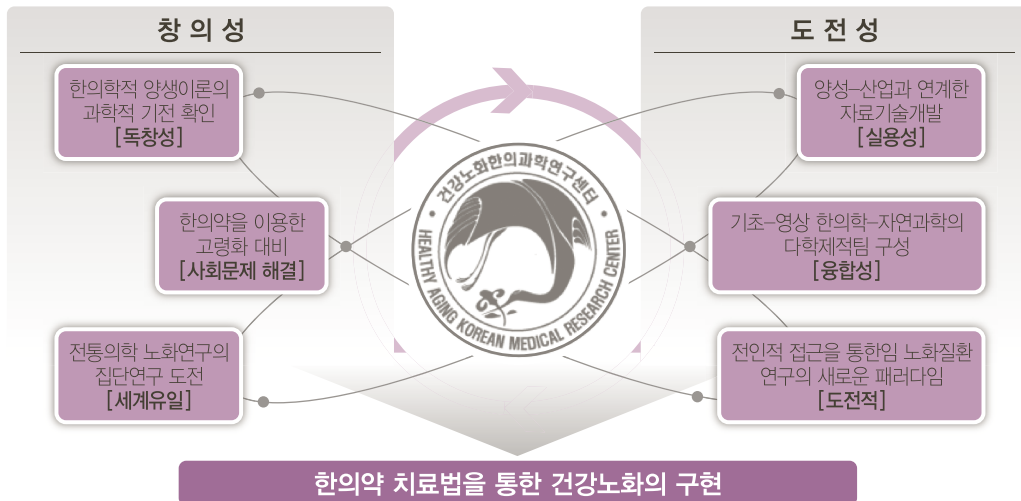 창의성
도전성
한의학적 양생이론의
과학적 기전 확인
[독창성]
양성-산업과 연계한
자료기술개발
[실용성]
한의약을 이용한
고령화 대비
[사회문제 해결]
기초-영상 한의학-자연과학의
다학제적팀 구성
[융합성]
전통의학 노화연구의
집단연구 도전
[세계유일]
전인적 접근을 통한임 노화질환
연구의 새로운 패러다임
[도전적]
건강노화한의과학연구센터
HEALTHY AGING KOREAN MEDICAL RESEARCH CENTER
한의약 치료법을 통한 건강노화의 구현